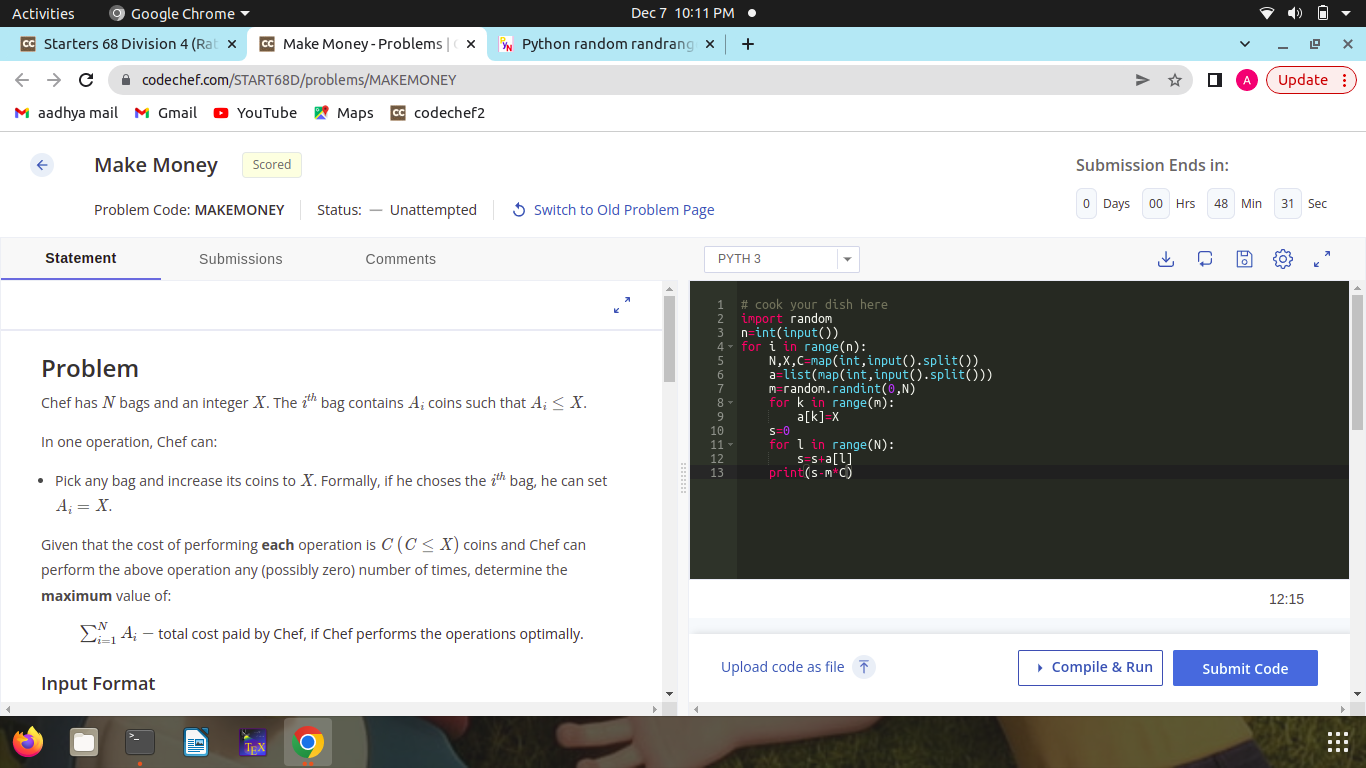 Activities
Google Chrome
Dec 7 10:11 PM
Starters 68 Division 4 (Rat
Make Money - Problems |
Python random randrang
codechef.com/START68D/problems/MAKEMONEY
A
Update
aadhya mail
Gmail
YouTube
Maps
codechef2
Make Money
Scored
Submission Ends in:
Problem Code: MAKEMONEY
Status: — Unattempted
Switch to Old Problem Page
0 Days 00 Hrs 48 Min 31 Sec
Statement
Submissions
Comments
PYTH 3
Problem
Chef has N bags and an integer X. The i^th bag contains A_i coins such that A_i ≤ X.
In one operation, Chef can:
• Pick any bag and increase its coins to X. Formally, if he choses the i^th bag, he can set
A_i = X.
Given that the cost of performing each operation is C (C ≤ X) coins and Chef can
perform the above operation any (possibly zero) number of times, determine the
maximum value of:
∑_{i=1}^N A_i − total cost paid by Chef, if Chef performs the operations optimally.
Input Format
1 # cook your dish here
2 import random
3 n=int(input())
4 for i in range(n):
5     N,X,C=map(int,input().split())
6     a=list(map(int,input().split()))
7     m=random.randint(0,N)
8     for k in range(m):
9         a[k]=X
10     s=0
11     for l in range(N):
12         s=s+a[l]
13     print(s-m*C)
12:15
Upload code as file
Compile & Run
Submit Code
TEX